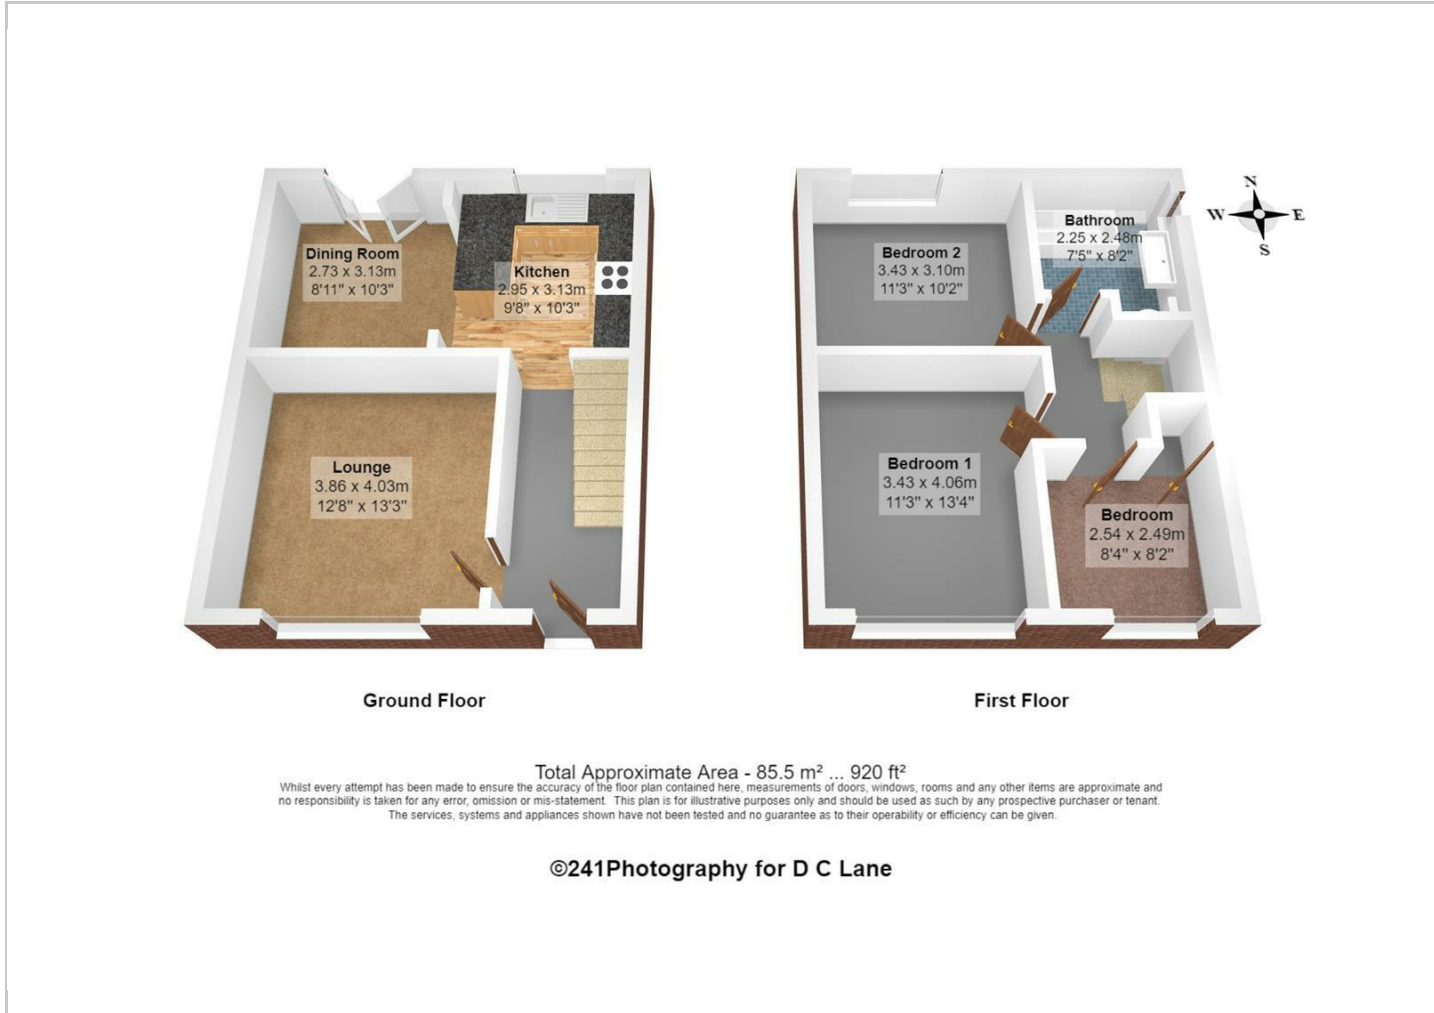 Dining Room
2.73 x 3.13m
8'11" x 10'3"
Kitchen
2.95 x 3.13m
9'8" x 10'3"
Lounge
3.86 x 4.03m
12'8" x 13'3"
Ground Floor
Bedroom 2
3.43 x 3.10m
11'3" x 10'2"
Bathroom
2.25 x 2.48m
7'5" x 8'2"
Bedroom 1
3.43 x 4.06m
11'3" x 13'4"
Bedroom
2.54 x 2.49m
8'4" x 8'2"
First Floor
N
W E
S
Total Approximate Area - 85.5 m² ... 920 ft²
Whilst every attempt has been made to ensure the accuracy of the floor plan contained here, measurements of doors, windows, rooms and any other items are approximate and
no responsibility is taken for any error, omission or mis-statement. This plan is for illustrative purposes only and should be used as such by any prospective purchaser or tenant.
The services, systems and appliances shown have not been tested and no guarantee as to their operability or efficiency can be given.
©241Photography for D C Lane